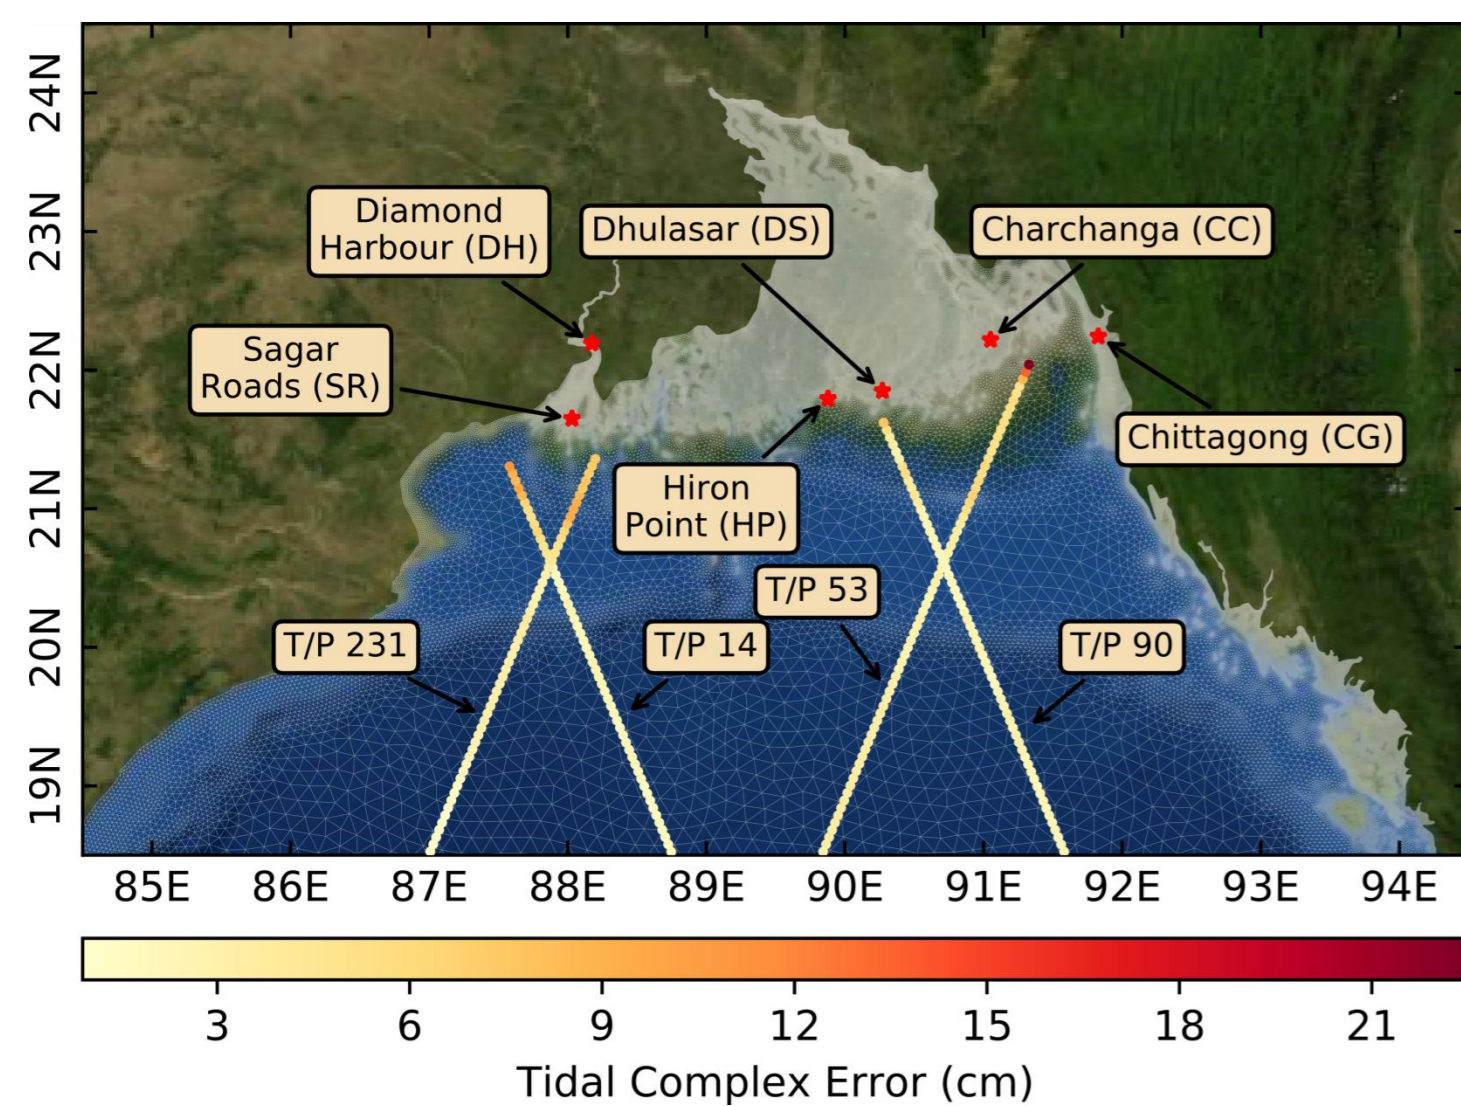 24N
23N
22N
21N
20N
19N
Diamond
Harbour (DH)
Dhulasar (DS)
Charchanga (CC)
Sagar
Roads (SR)
Chittagong (CG)
Hiron
Point (HP)
T/P 53
T/P 231
T/P 14
T/P 90
85E
86E
87E
88E
89E
90E
91E
92E
93E
94E
3
6
9
12
15
18
21
Tidal Complex Error (cm)